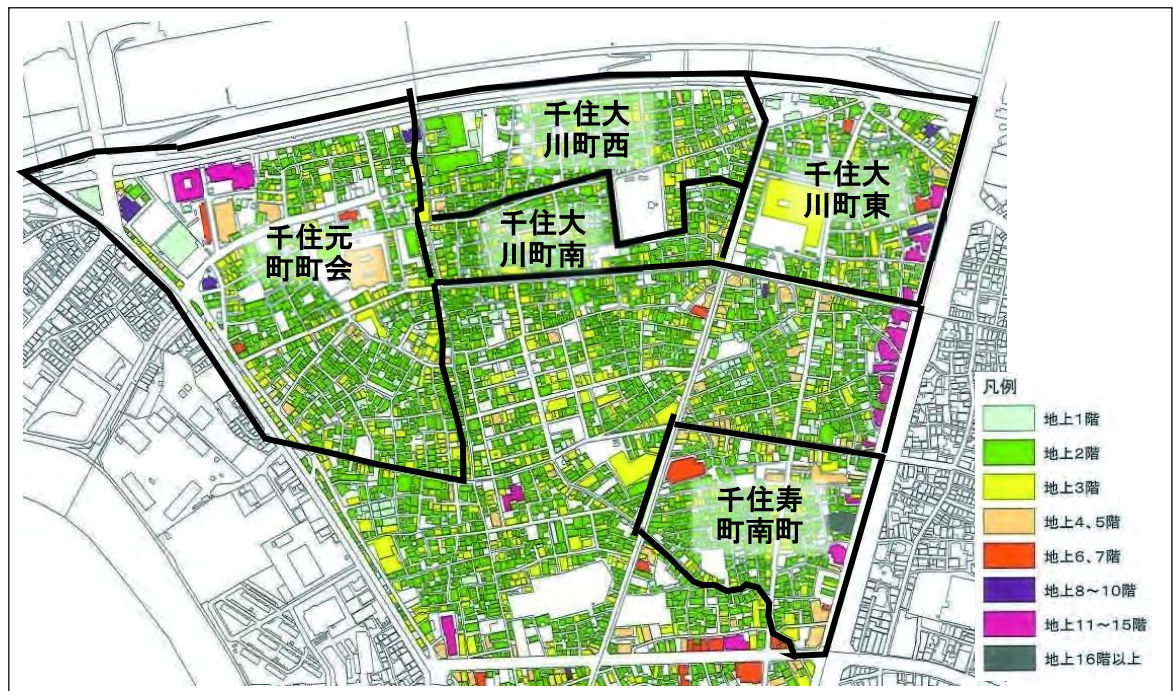 千住大
川町西
千住大
川町東
千住大
川町南
千住元
町町会
千住寿
町南町
凡例
地上1階
地上2階
地上3階
地上4、5階
地上6、7階
地上8～10階
地上11～15階
地上16階以上